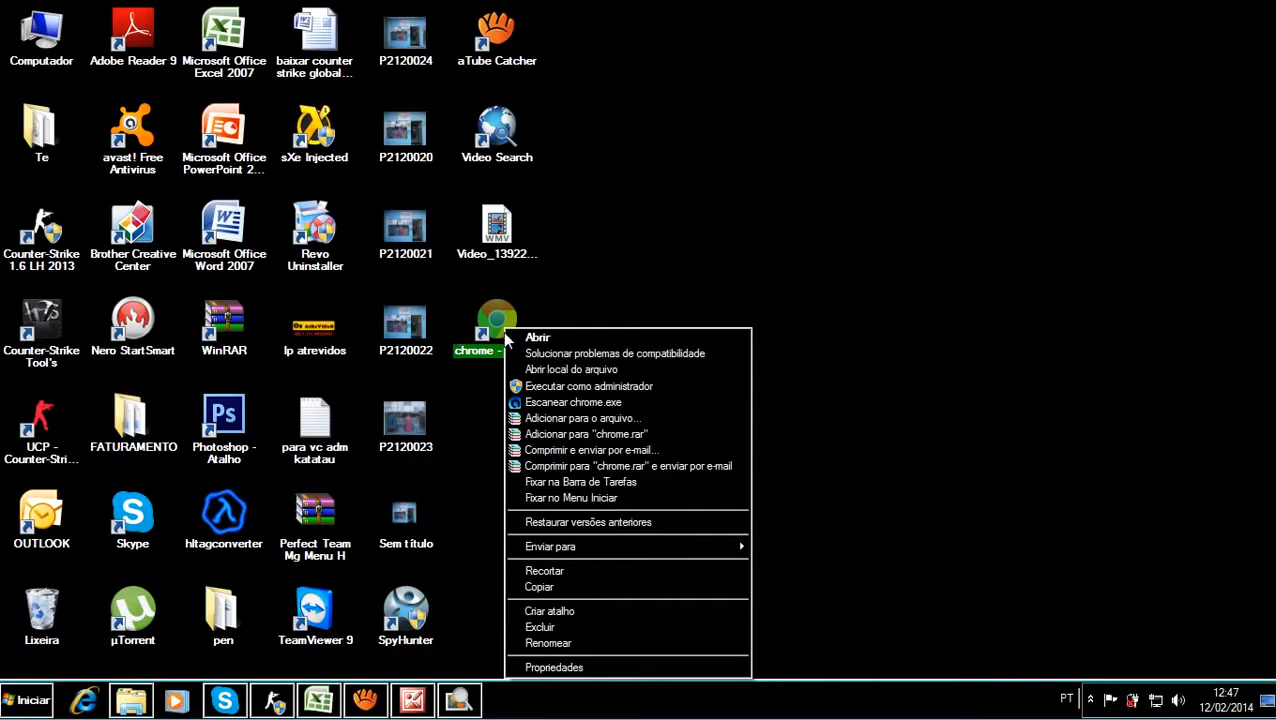 Computador
Adobe Reader 9
Microsoft Office
Excel 2007
baixar counter
strike global...
P2120024
aTube Catcher
Te
avast! Free
Antivirus
Microsoft Office
PowerPoint 2...
sXe Injected
P2120020
Video Search
Counter-Strike
1.6 LH 2013
Brother Creative
Center
Microsoft Office
Word 2007
Revo
Uninstaller
P2120021
WMV
Video_13922...
Counter-Strike
Tool's
Nero StartSmart
WinRAR
Ip atrevidos
P2120022
chrome -
UCP -
Counter-Stri...
FATURAMENTO
Ps
Photoshop -
Atalho
para vc adm
katatau
P2120023
OUTLOOK
Skype
hltagconverter
Perfect Team
Mg Menu H
Sem título
Lixeira
µTorrent
pen
TeamViewer 9
SpyHunter
Abrir
Solucionar problemas de compatibilidade
Abrir local do arquivo
Executar como administrador
Escanear chrome.exe
Adicionar para o arquivo...
Adicionar para "chrome.rar"
Comprimir e enviar por e-mail...
Comprimir para "chrome.rar" e enviar por e-mail
Fixar na Barra de Tarefas
Fixar no Menu Iniciar
Restaurar versões anteriores
Enviar para
Recortar
Copiar
Criar atalho
Excluir
Renomear
Propriedades
Iniciar
PT
12:47
12/02/2014